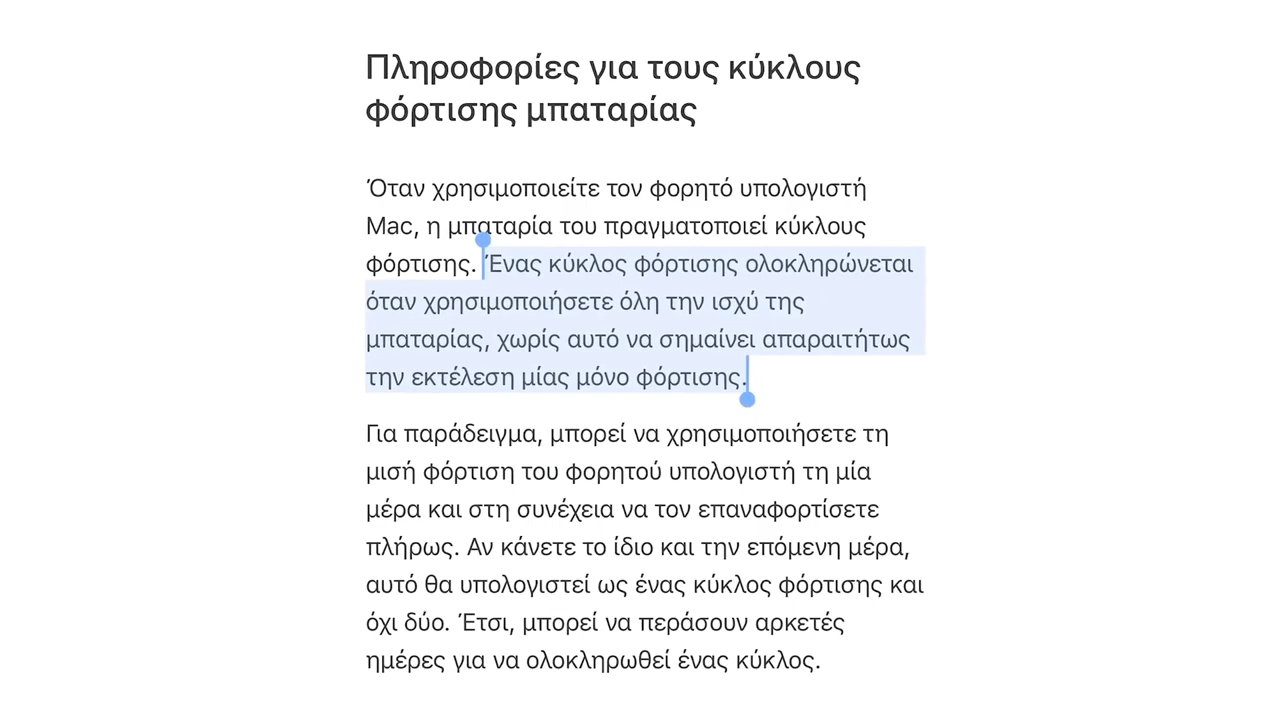 Πληροφορίες για τους κύκλους
φόρτισης μπαταρίας
Όταν χρησιμοποιείτε τον φορητό υπολογιστή
Mac, η μπαταρία του πραγματοποιεί κύκλους
φόρτισης. Ένας κύκλος φόρτισης ολοκληρώνεται
όταν χρησιμοποιήσετε όλη την ισχύ της
μπαταρίας, χωρίς αυτό να σημαίνει απαραιτήτως
την εκτέλεση μίας μόνο φόρτισης.
Για παράδειγμα, μπορεί να χρησιμοποιήσετε τη
μισή φόρτιση του φορητού υπολογιστή τη μία
μέρα και στη συνέχεια να τον επαναφορτίσετε
πλήρως. Αν κάνετε το ίδιο και την επόμενη μέρα,
αυτό θα υπολογιστεί ως ένας κύκλος φόρτισης και
όχι δύο. Έτσι, μπορεί να περάσουν αρκετές
ημέρες για να ολοκληρωθεί ένας κύκλος.